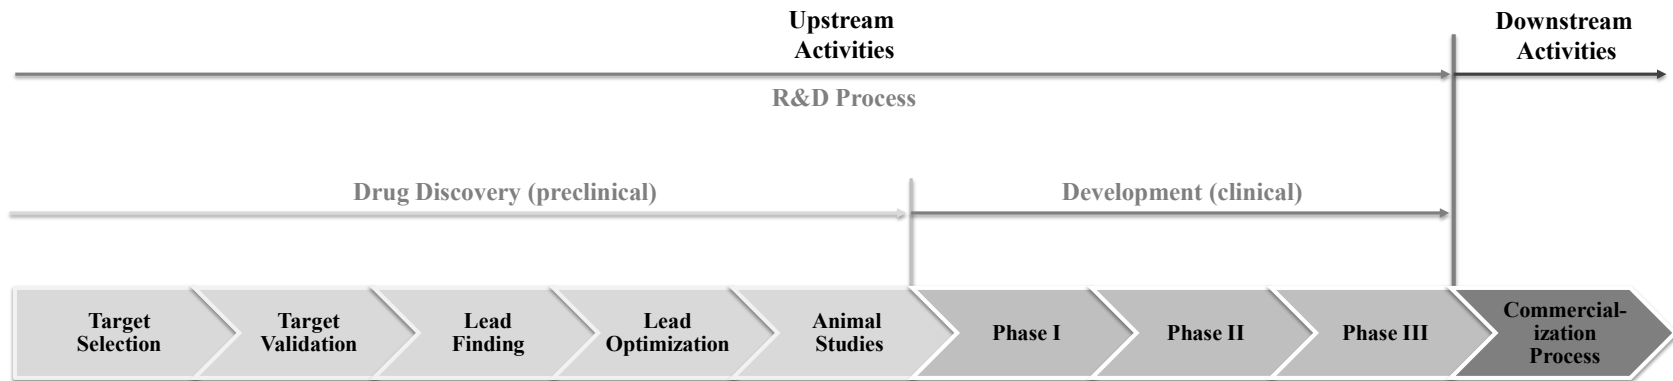 Upstream
Activities
Downstream
Activities
R&D Process
Drug Discovery (preclinical)
Development (clinical)
Target
Selection
Target
Validation
Lead
Finding
Lead
Optimization
Animal
Studies
Phase I
Phase II
Phase III
Commercial-
ization
Process